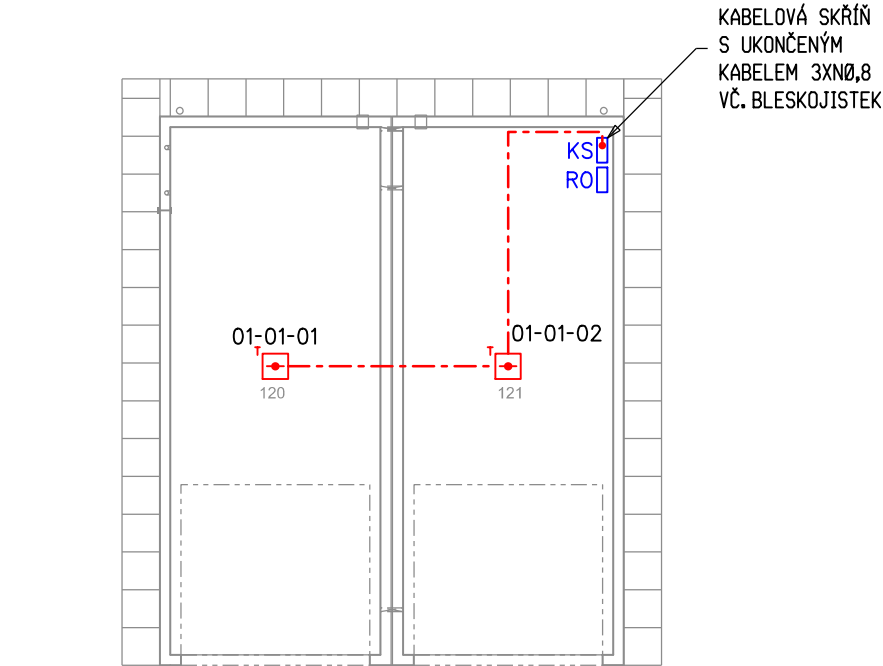 KABELOVÁ SKŘÍŇ
S UKONČENÝM
KABELEM 3XNØ,8
VČ. BLESKOJISTEK
KS
RO
01-01-01
01-01-02
T
T
120
121